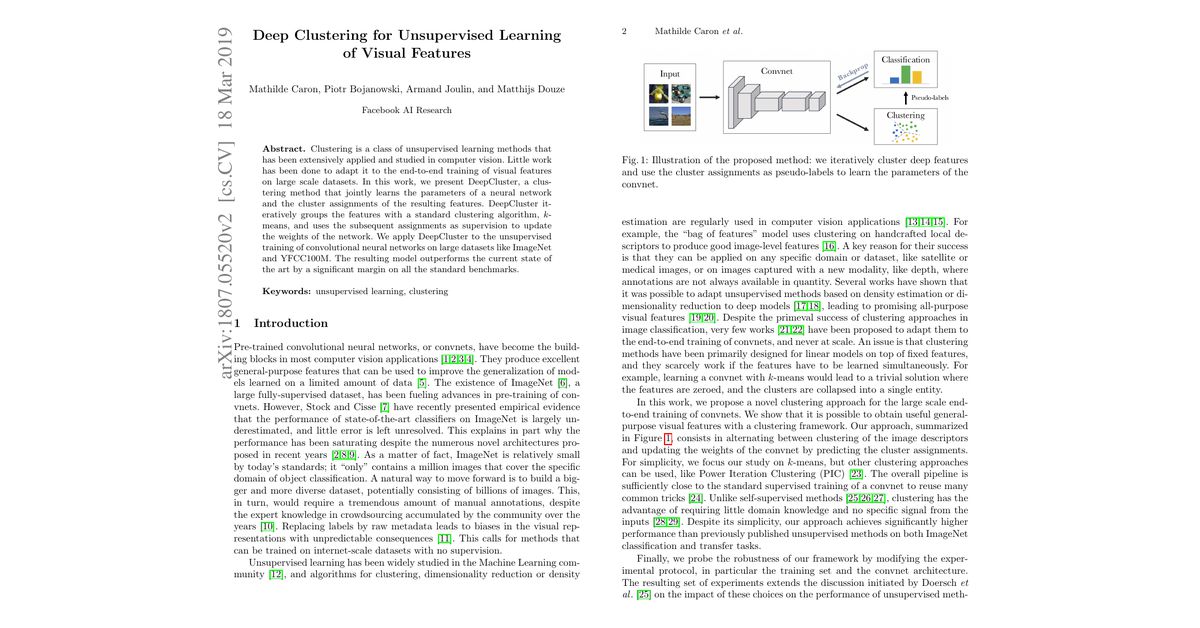 arXiv:1807.05520v2 [cs.CV] 18 Mar 2019
Deep Clustering for Unsupervised Learning
of Visual Features
Mathilde Caron, Piotr Bojanowski, Armand Joulin, and Matthijs Douze
Facebook AI Research
Abstract. Clustering is a class of unsupervised learning methods that
has been extensively applied and studied in computer vision. Little work
has been done to adapt it to the end-to-end training of visual features
on large scale datasets. In this work, we present DeepCluster, a clus-
tering method that jointly learns the parameters of a neural network
and the cluster assignments of the resulting features. DeepCluster it-
eratively groups the features with a standard clustering algorithm, k-
means, and uses the subsequent assignments as supervision to update
the weights of the network. We apply DeepCluster to the unsupervised
training of convolutional neural networks on large datasets like ImageNet
and YFCC100M. The resulting model outperforms the current state of
the art by a significant margin on all the standard benchmarks.
Keywords: unsupervised learning, clustering
1 Introduction
Pre-trained convolutional neural networks, or convnets, have become the build-
ing blocks in most computer vision applications [1,2,3,4]. They produce excellent
general-purpose features that can be used to improve the generalization of mod-
els learned on a limited amount of data [5]. The existence of ImageNet [6], a
large fully-supervised dataset, has been fueling advances in pre-training of con-
vnets. However, Stock and Cisse [7] have recently presented empirical evidence
that the performance of state-of-the-art classifiers on ImageNet is largely un-
derestimated, and little error is left unresolved. This explains in part why the
performance has been saturating despite the numerous novel architectures pro-
posed in recent years [2,8,9]. As a matter of fact, ImageNet is relatively small
by today's standards; it “only” contains a million images that cover the specific
domain of object classification. A natural way to move forward is to build a big-
ger and more diverse dataset, potentially consisting of billions of images. This,
in turn, would require a tremendous amount of manual annotations, despite
the expert knowledge in crowdsourcing accumulated by the community over the
years [10]. Replacing labels by raw metadata leads to biases in the visual rep-
resentations with unpredictable consequences [11]. This calls for methods that
can be trained on internet-scale datasets with no supervision.
Unsupervised learning has been widely studied in the Machine Learning com-
munity [12], and algorithms for clustering, dimensionality reduction or density
2 Mathilde Caron et al.
Input
Convnet
Backprop
Classification
Pseudo-labels
Clustering
Fig. 1: Illustration of the proposed method: we iteratively cluster deep features
and use the cluster assignments as pseudo-labels to learn the parameters of the
convnet.
estimation are regularly used in computer vision applications [13,14,15]. For
example, the “bag of features” model uses clustering on handcrafted local de-
scriptors to produce good image-level features [16]. A key reason for their success
is that they can be applied on any specific domain or dataset, like satellite or
medical images, or on images captured with a new modality, like depth, where
annotations are not always available in quantity. Several works have shown that
it was possible to adapt unsupervised methods based on density estimation or di-
mensionality reduction to deep models [17,18], leading to promising all-purpose
visual features [19,20]. Despite the primeval success of clustering approaches in
image classification, very few works [21,22] have been proposed to adapt them to
the end-to-end training of convnets, and never at scale. An issue is that clustering
methods have been primarily designed for linear models on top of fixed features,
and they scarcely work if the features have to be learned simultaneously. For
example, learning a convnet with k-means would lead to a trivial solution where
the features are zeroed, and the clusters are collapsed into a single entity.
In this work, we propose a novel clustering approach for the large scale end-
to-end training of convnets. We show that it is possible to obtain useful general-
purpose visual features with a clustering framework. Our approach, summarized
in Figure 1, consists in alternating between clustering of the image descriptors
and updating the weights of the convnet by predicting the cluster assignments.
For simplicity, we focus our study on k-means, but other clustering approaches
can be used, like Power Iteration Clustering (PIC) [23]. The overall pipeline is
sufficiently close to the standard supervised training of a convnet to reuse many
common tricks [24]. Unlike self-supervised methods [25,26,27], clustering has the
advantage of requiring little domain knowledge and no specific signal from the
inputs [28,29]. Despite its simplicity, our approach achieves significantly higher
performance than previously published unsupervised methods on both ImageNet
classification and transfer tasks.
Finally, we probe the robustness of our framework by modifying the exper-
imental protocol, in particular the training set and the convnet architecture.
The resulting set of experiments extends the discussion initiated by Doersch et
al. [25] on the impact of these choices on the performance of unsupervised meth-